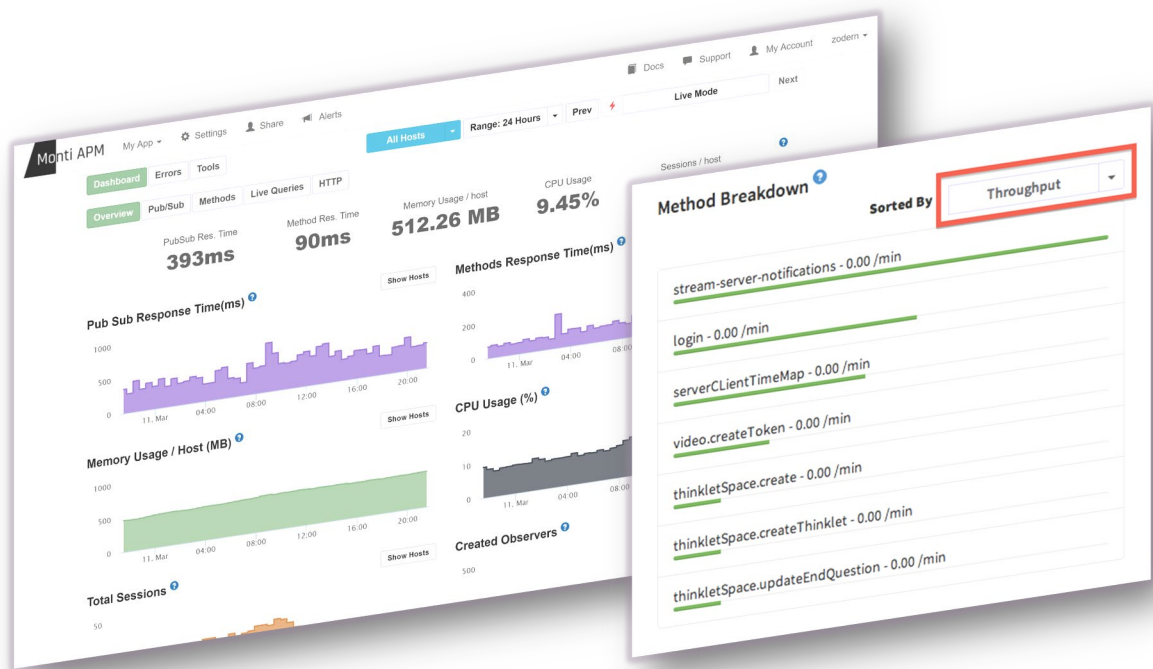 Monti APM
My App
Settings
Share
Alerts
Docs
Support
My Account
zodern
Dashboard
Errors
Tools
All Hosts
Range: 24 Hours
Prev
Live Mode
Next
Overview
Pub/Sub
Methods
Live Queries
HTTP
PubSub Res. Time
393ms
Method Res. Time
90ms
Memory Usage / host
512.26 MB
CPU Usage
9.45%
Sessions / host
Pub Sub Response Time(ms)
Show Hosts
1000
500
0
11. Mar
04:00
08:00
12:00
16:00
20:00
Methods Response Time(ms)
400
200
0
11. Mar
04:00
08:00
Memory Usage / Host (MB)
Show Hosts
1000
500
0
11. Mar
04:00
08:00
12:00
16:00
20:00
CPU Usage (%)
20
10
0
11. Mar
04:00
08:00
Total Sessions
Show Hosts
50
Created Observers
500
Method Breakdown
Sorted By
Throughput
stream-server-notifications - 0.00 /min
login - 0.00 /min
serverCLientTimeMap - 0.00 /min
video.createToken - 0.00 /min
thinkletSpace.create - 0.00 /min
thinkletSpace.createThinklet - 0.00 /min
thinkletSpace.updateEndQuestion - 0.00 /min